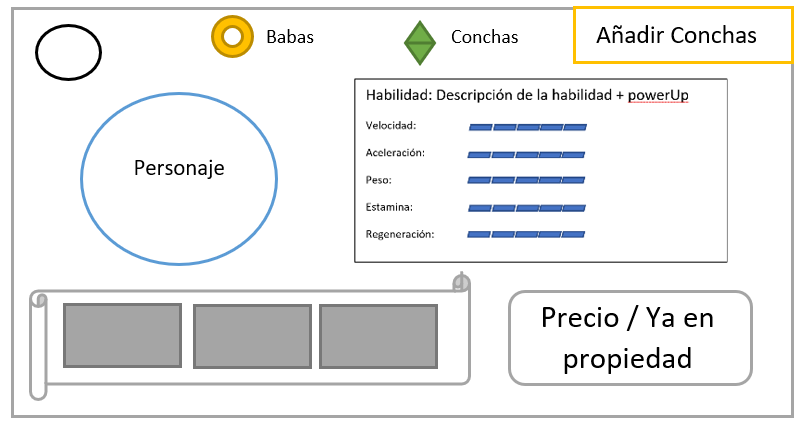 Babas
Conchas
Añadir Conchas
Habilidad: Descripción de la habilidad + powerUp
Personaje
Velocidad:
Aceleración:
Peso:
Estamina:
Regeneración:
Precio / Ya en
propiedad